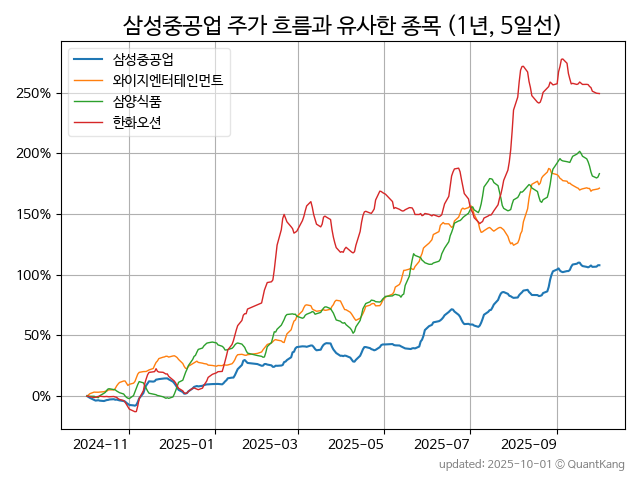 삼성중공업 주가 흐름과 유사한 종목 (1년, 5일선)
삼성중공업
와이지엔터테인먼트
삼양식품
한화오션
250%
200%
150%
100%
50%
0%
2024-11 2025-01 2025-03 2025-05 2025-07 2025-09
updated: 2025-10-01 © QuantKang